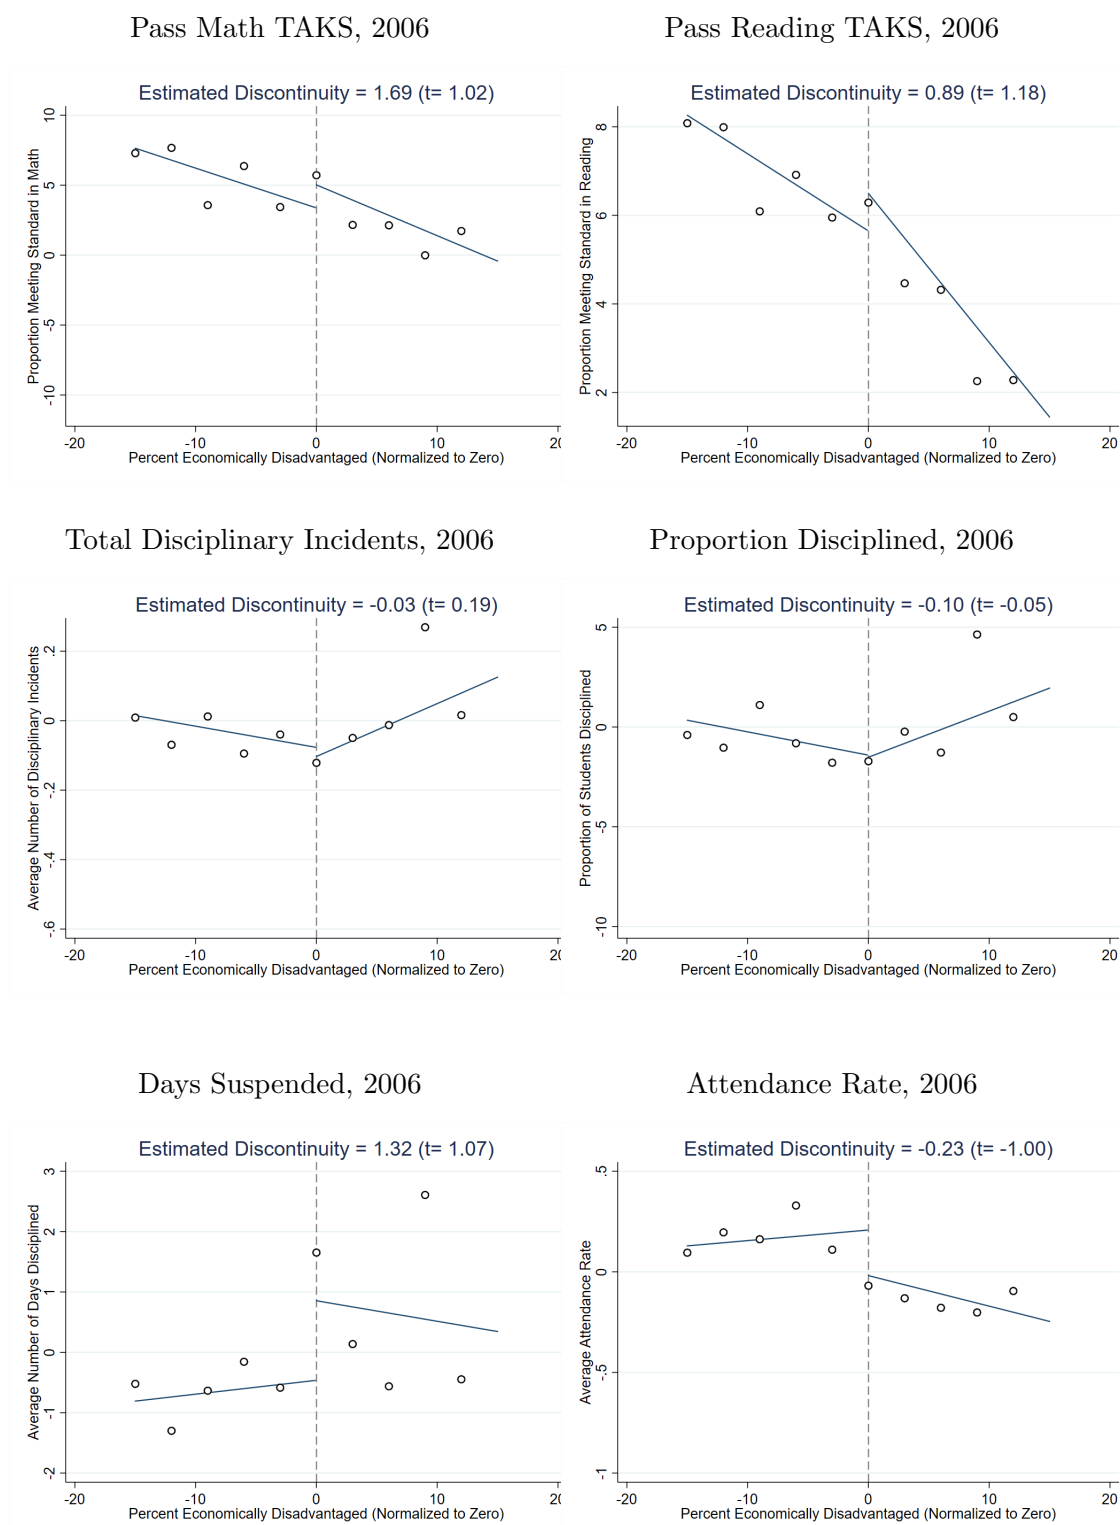 Pass Math TAKS, 2006
Estimated Discontinuity = 1.69 (t= 1.02)
Proportion Meeting Standard in Math
10
5
0
-5
-10
-20
-10
0
10
20
Percent Economically Disadvantaged (Normalized to Zero)
Pass Reading TAKS, 2006
Estimated Discontinuity = 0.89 (t= 1.18)
Proportion Meeting Standard in Reading
8
6
4
2
-20
-10
0
10
20
Percent Economically Disadvantaged (Normalized to Zero)
Total Disciplinary Incidents, 2006
Estimated Discontinuity = -0.03 (t= 0.19)
Average Number of Disciplinary Incidents
.2
0
-.2
-.4
-.6
-20
-10
0
10
20
Percent Economically Disadvantaged (Normalized to Zero)
Proportion Disciplined, 2006
Estimated Discontinuity = -0.10 (t= -0.05)
Proportion of Students Disciplined
5
0
-5
-10
-20
-10
0
10
20
Percent Economically Disadvantaged (Normalized to Zero)
Days Suspended, 2006
Estimated Discontinuity = 1.32 (t= 1.07)
Average Number of Days Disciplined
3
2
1
0
-1
-2
-20
-10
0
10
20
Percent Economically Disadvantaged (Normalized to Zero)
Attendance Rate, 2006
Estimated Discontinuity = -0.23 (t= -1.00)
Average Attendance Rate
.5
0
-.5
-1
-20
-10
0
10
20
Percent Economically Disadvantaged (Normalized to Zero)